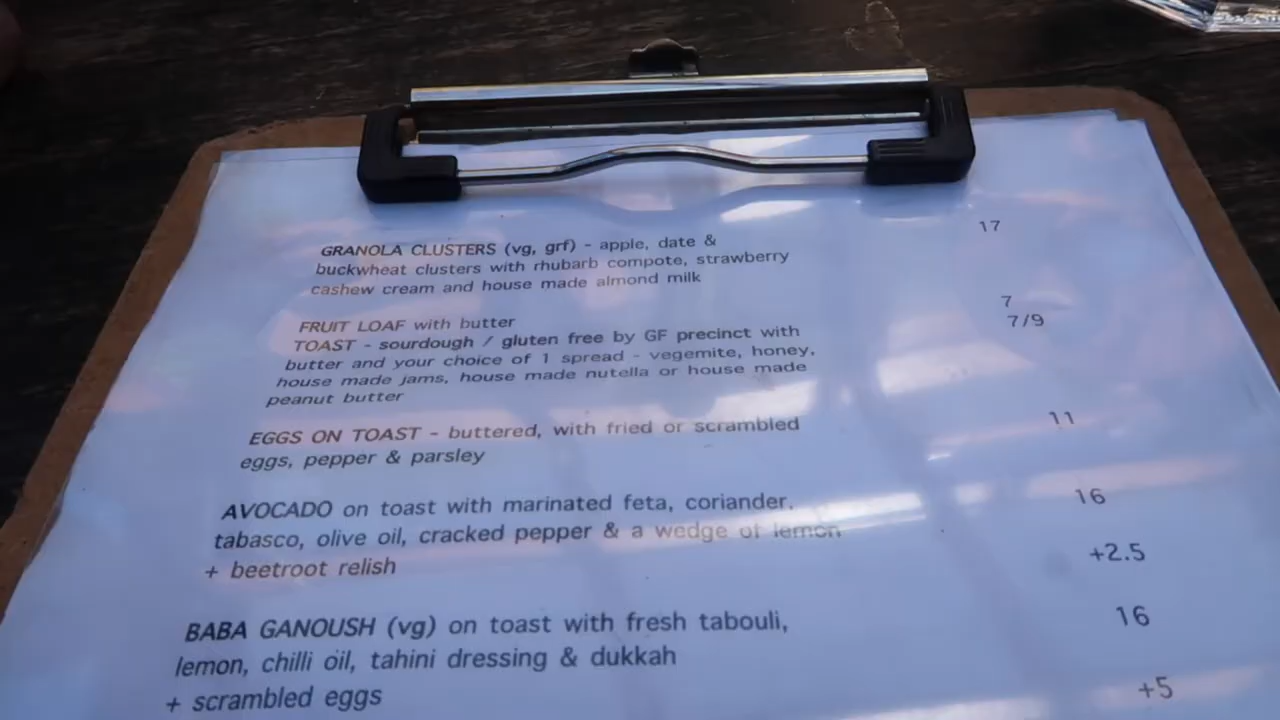 GRANOLA CLUSTERS (vg, grf) - apple, date & 17
buckwheat clusters with rhubarb compote, strawberry
cashew cream and house made almond milk
FRUIT LOAF with butter 7
TOAST - sourdough / gluten free by GF precinct with 7/9
butter and your choice of 1 spread - vegemite, honey,
house made jams, house made nutella or house made
peanut butter
EGGS ON TOAST - buttered, with fried or scrambled 11
eggs, pepper & parsley
AVOCADO on toast with marinated feta, coriander, 16
tabasco, olive oil, cracked pepper & a wedge of lemon
+ beetroot relish +2.5
BABA GANOUSH (vg) on toast with fresh tabouli, 16
lemon, chilli oil, tahini dressing & dukkah
+ scrambled eggs +5